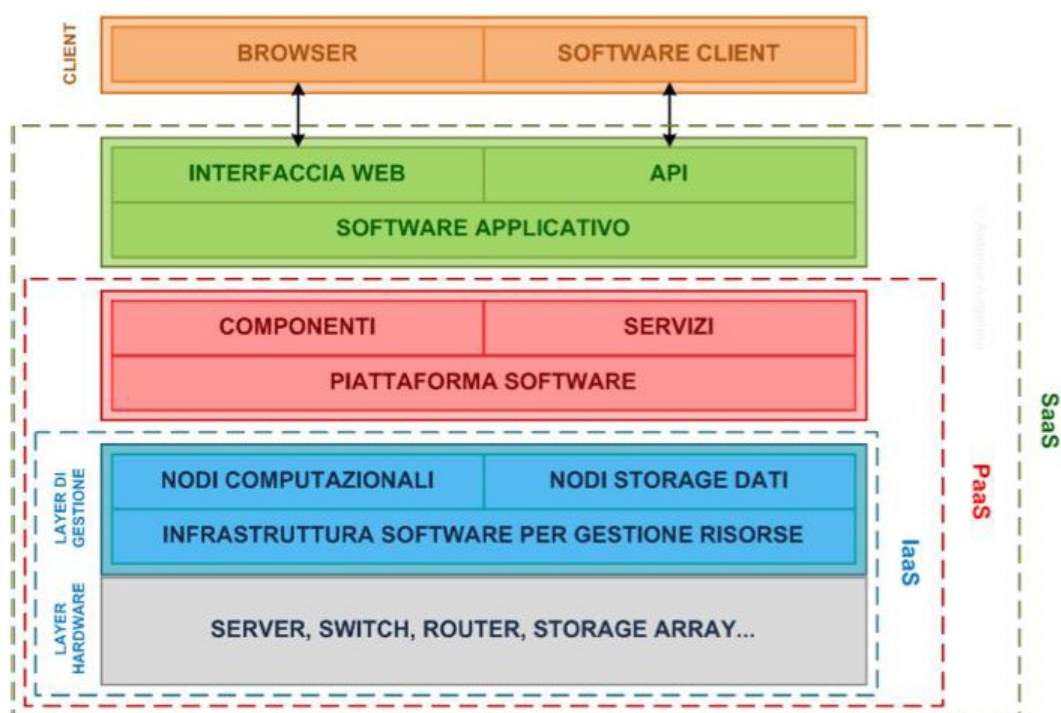 CLIENT
BROWSER
SOFTWARE CLIENT
INTERFACCIA WEB
API
SOFTWARE APPLICATIVO
COMPONENTI
SERVIZI
PIATTAFORMA SOFTWARE
LAYER DI
GESTIONE
NODI COMPUTAZIONALI
NODI STORAGE DATI
INFRASTRUTTURA SOFTWARE PER GESTIONE RISORSE
LAYER
HARDWARE
SERVER, SWITCH, ROUTER, STORAGE ARRAY...
IaaS
PaaS
SaaS